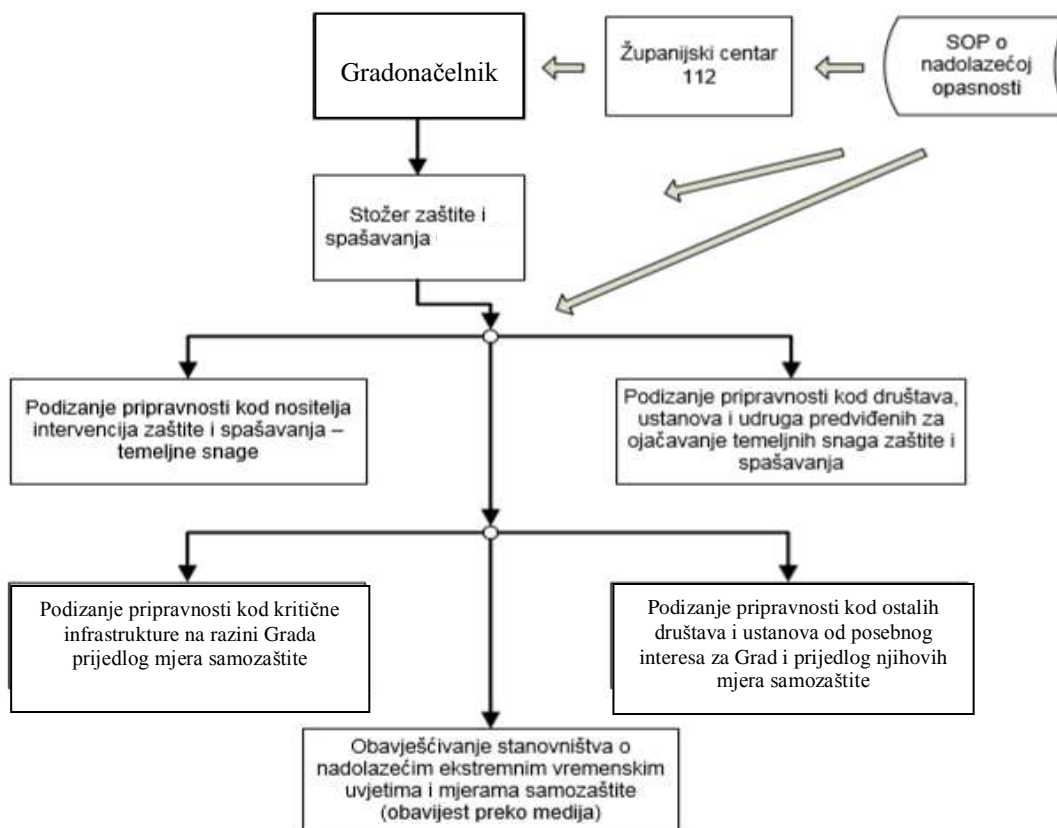 Gradonačelnik
Županijski centar
112
SOP o
nadolazećoj
opasnosti
Stožer zaštite i
spašavanja
Podizanje pripravnosti kod nositelja
intervencija zaštite i spašavanja –
temeljne snage
Podizanje pripravnosti kod društava,
ustanova i udruga predviđenih za
ojačavanje temeljnih snaga zaštite i
spašavanja
Podizanje pripravnosti kod kritične
infrastrukture na razini Grada
prijedlog mjera samozaštite
Podizanje pripravnosti kod ostalih
društava i ustanova od posebnog
interesa za Grad i prijedlog njihovih
mjera samozaštite
Obavješćivanje stanovništva o
nadolazećim ekstremnim vremenskim
uvjetima i mjerama samozaštite
(obavijest preko medija)